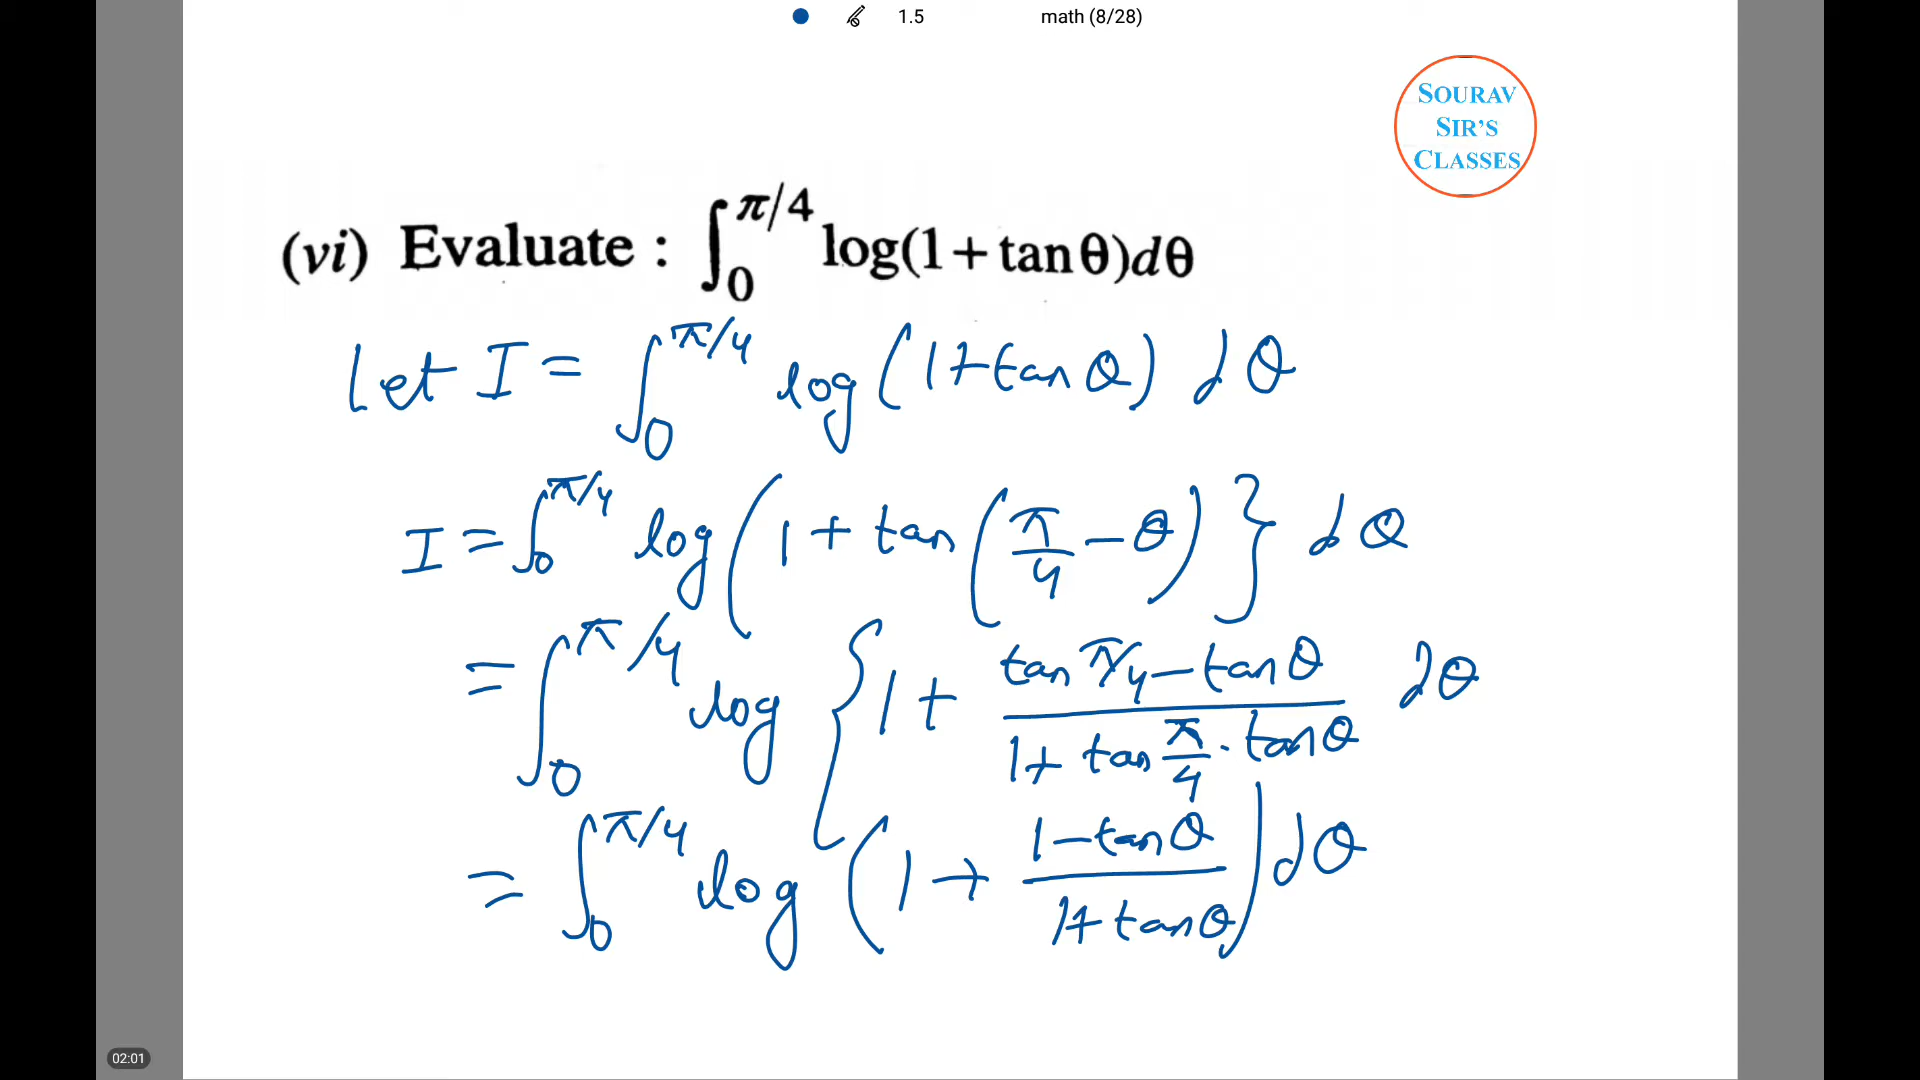 1.5 math (8/28)
SOURAV
SIR'S
CLASSES
(vi) Evaluate : ∫₀^π/4 log(1+tanθ)dθ
Let I = ∫₀^π/4 log(1+tanθ) dθ
I = ∫₀^π/4 log(1+tan(π/4−θ)} dθ
= ∫₀^π/4 log{1+ (tan π/4−tanθ)/(1+tan π/4·tanθ) dθ
= ∫₀^π/4 log(1+ (1−tanθ)/(1+tanθ))dθ
02:01